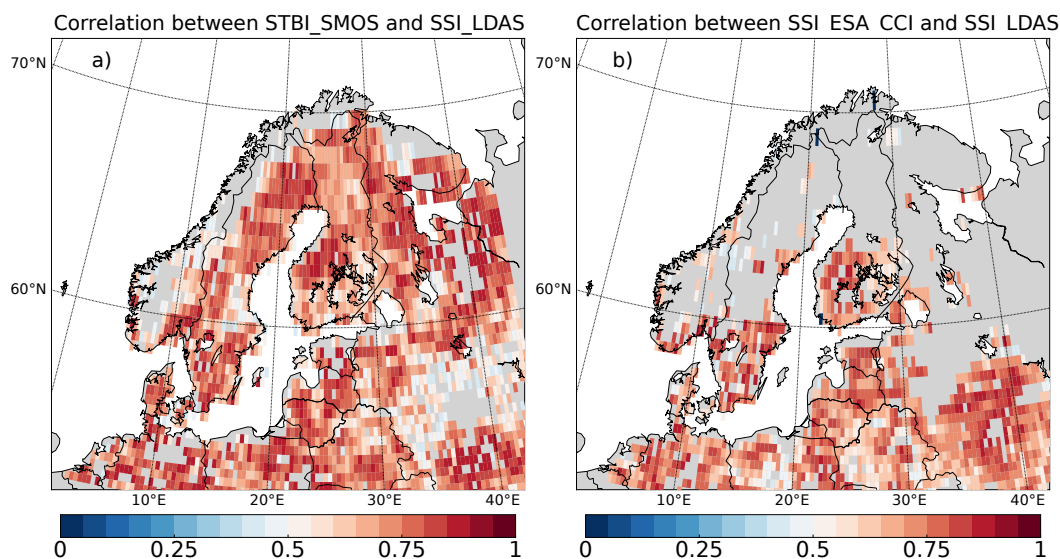 Correlation between STBI_SMOS and SSI_LDAS
Correlation between SSI_ESA_CCI and SSI_LDAS
a)
b)
70°N
60°N
70°N
60°N
10°E
20°E
30°E
40°E
10°E
20°E
30°E
40°E
0
0.25
0.5
0.75
1
0
0.25
0.5
0.75
1